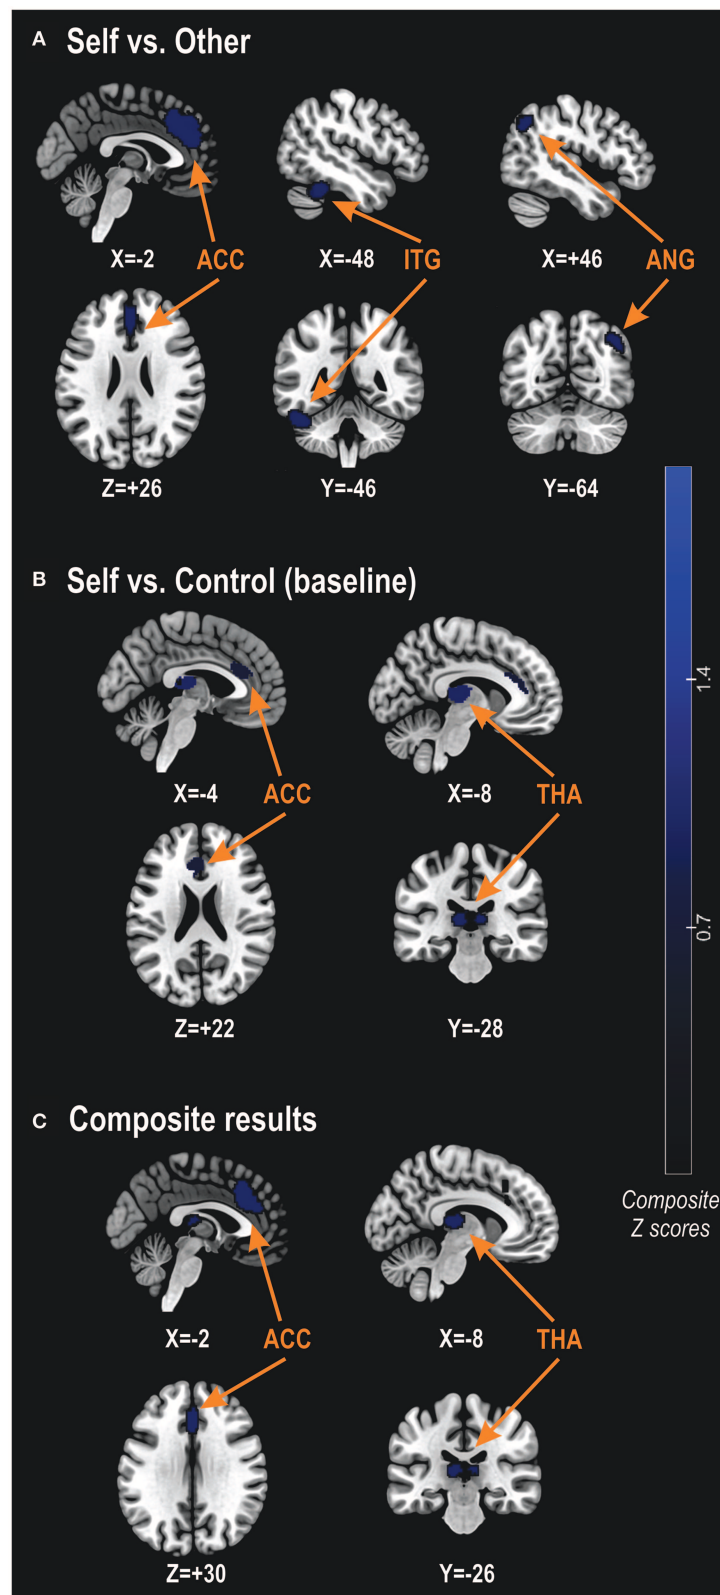 A Self vs. Other
X=-2 ACC X=-48 ITG X=+46 ANG
Z=+26 Y=-46 Y=-64
B Self vs. Control (baseline)
X=-4 ACC X=-8 THA
Z=+22 Y=-28
1.4
0.7
C Composite results
Composite
Z scores
X=-2 ACC X=-8 THA
Z=+30 Y=-26